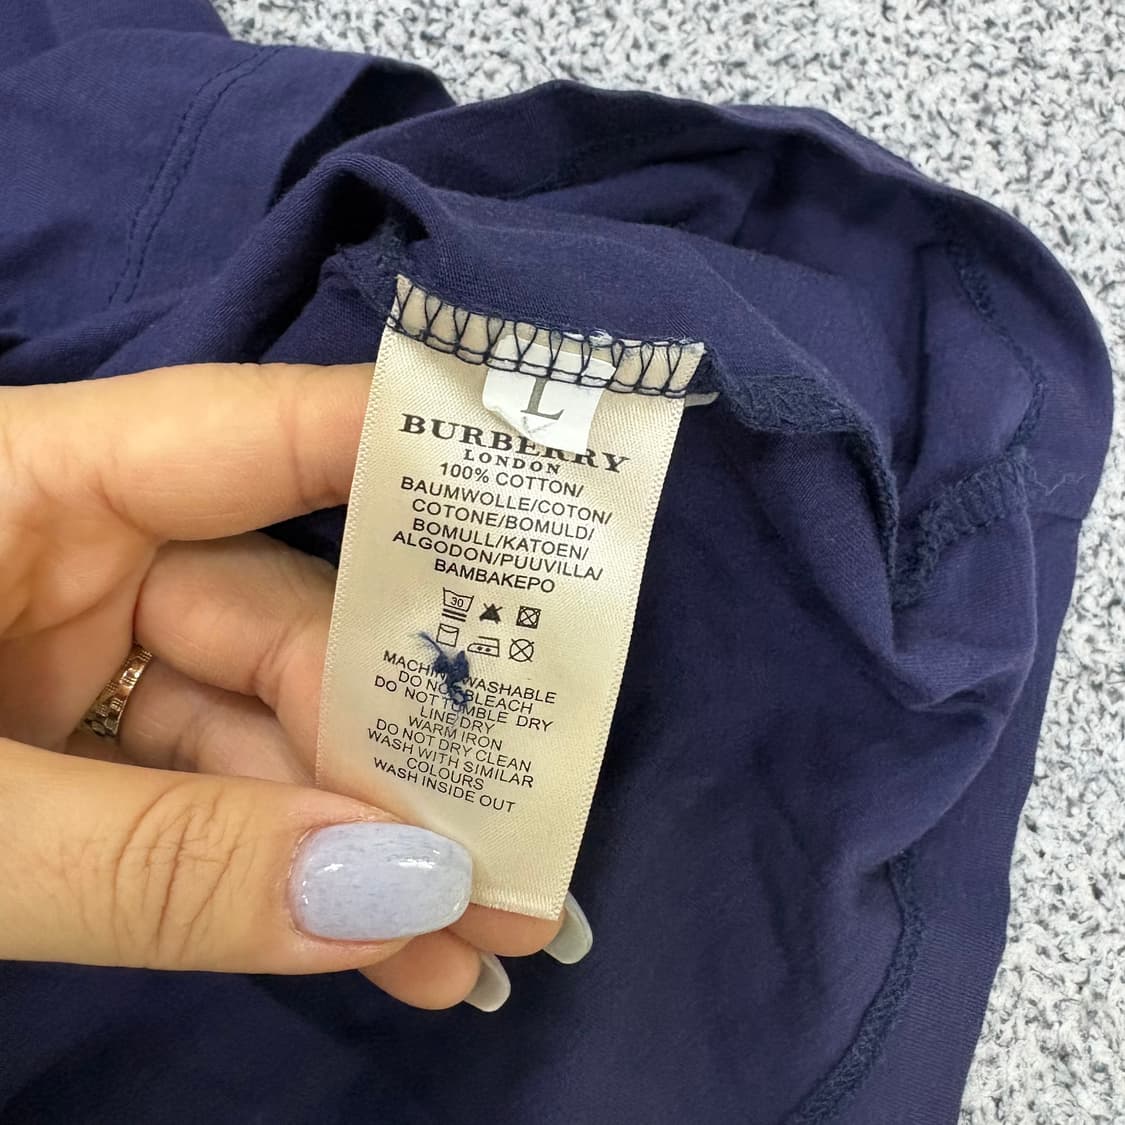 L
BURBERRY
LONDON
100% COTTON/
BAUMWOLLE/COTON/
COTONE/BOMULD/
BOMULL/KATOEN/
ALGODON/PUUVILLA/
BAMBAKEPO
30
MACHINE WASHABLE
DO NOT BLEACH
DO NOT TUMBLE DRY
LINE DRY
WARM IRON
DO NOT DRY CLEAN
WASH WITH SIMILAR
COLOURS
WASH INSIDE OUT